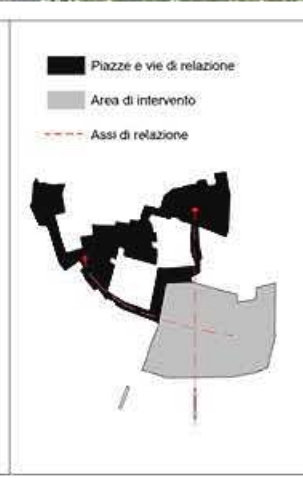 Piazze e vie di relazione
Area di intervento
Assi di relazione